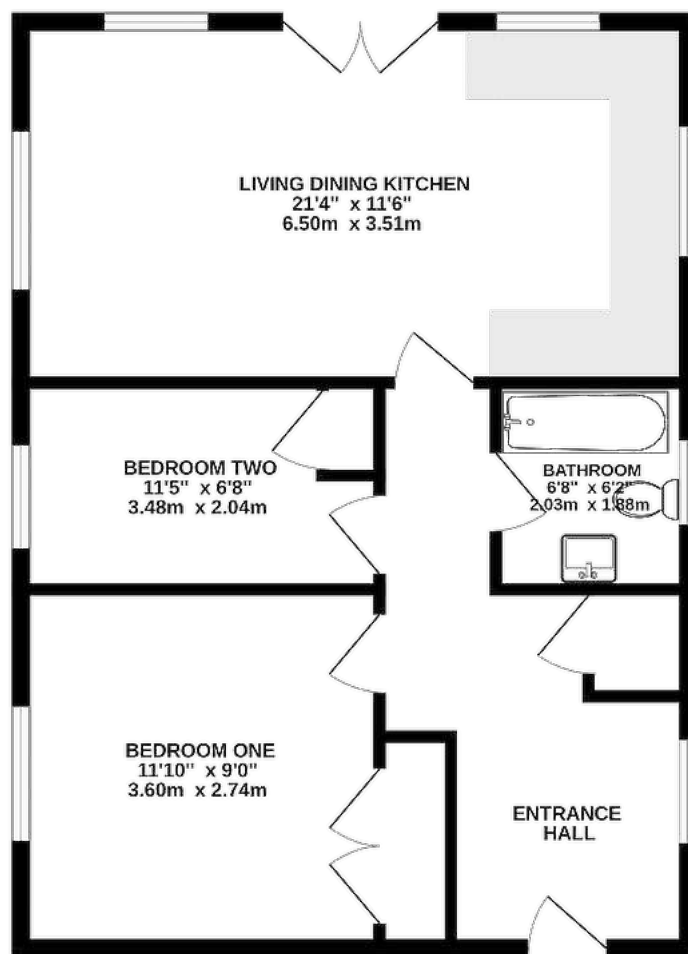 LIVING DINING KITCHEN
21'4" x 11'6"
6.50m x 3.51m
BEDROOM TWO
11'5" x 6'8"
3.48m x 2.04m
BATHROOM
6'8" x 6'2"
2.03m x 1.88m
BEDROOM ONE
11'10" x 9'0"
3.60m x 2.74m
ENTRANCE
HALL